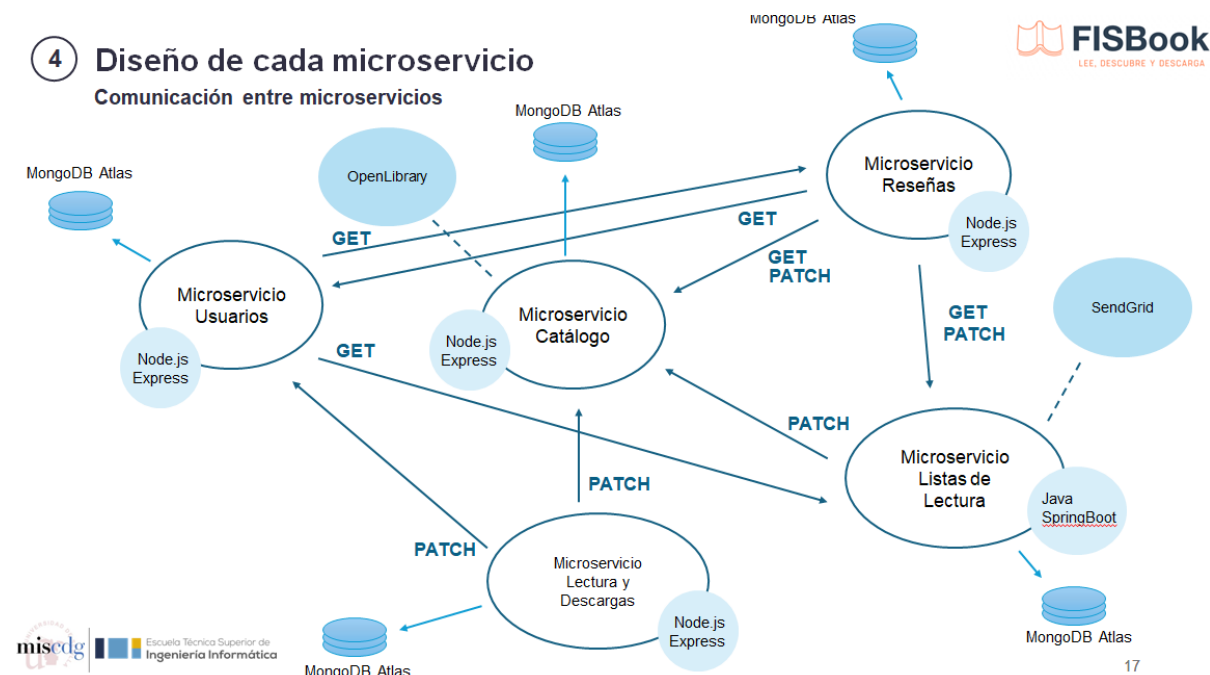 4
Diseño de cada microservicio
Comunicación entre microservicios
FISBook
LEE, DESCUBRE Y DESCARGA
MongoDB Atlas
MongoDB Atlas
MongoDB Atlas
OpenLibrary
Microservicio
Reseñas
Node.js
Express
GET
GET
GET
PATCH
Microservicio
Usuarios
Node.js
Express
Microservicio
Catálogo
Node.js
Express
GET
PATCH
SendGrid
GET
PATCH
Microservicio
Listas de
Lectura
Java
SpringBoot
PATCH
PATCH
Microservicio
Lectura y
Descargas
Node.js
Express
MongoDB Atlas
MongoDB Atlas
miscdg
Escuela Técnica Superior de
Ingeniería Informática
17